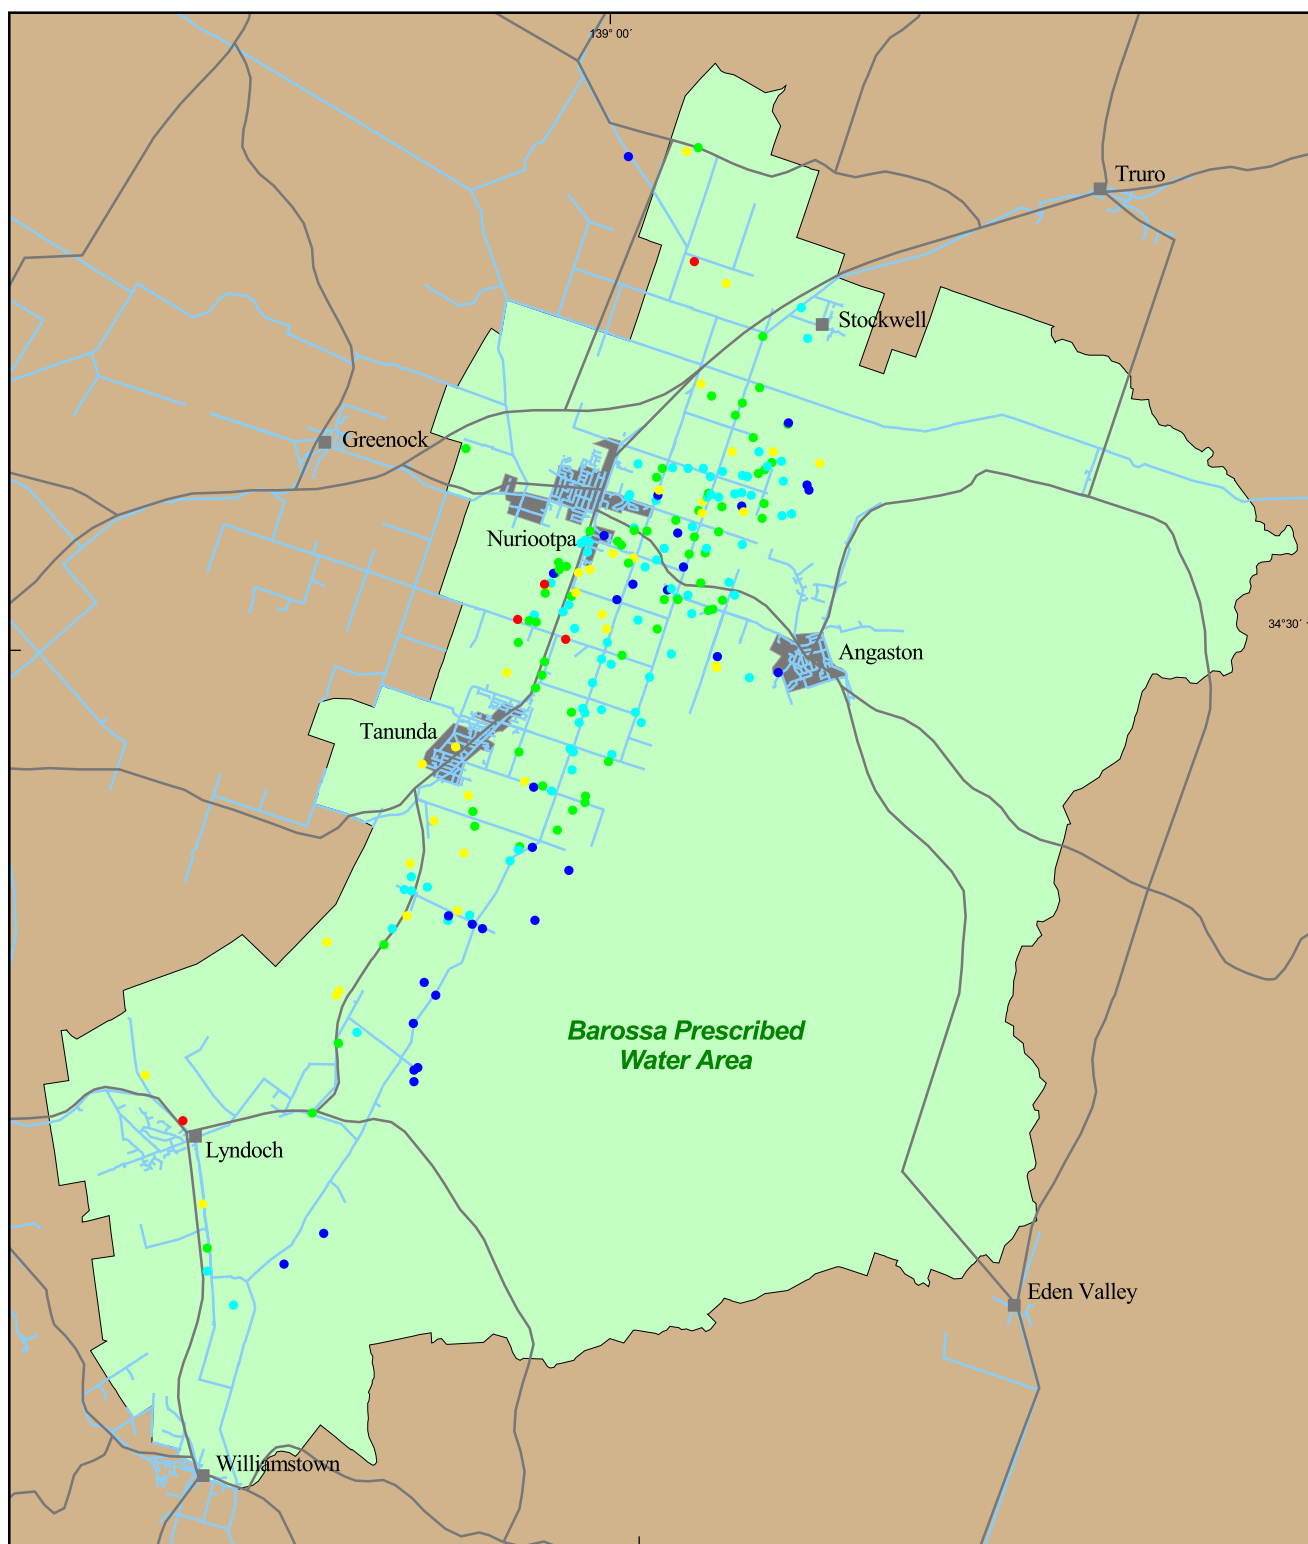 139° 00´
Truro
Stockwell
Greenock
Nuriootpa
34°30´
Angaston
Tanunda
Barossa Prescribed
Water Area
Lyndoch
Eden Valley
Williamstown